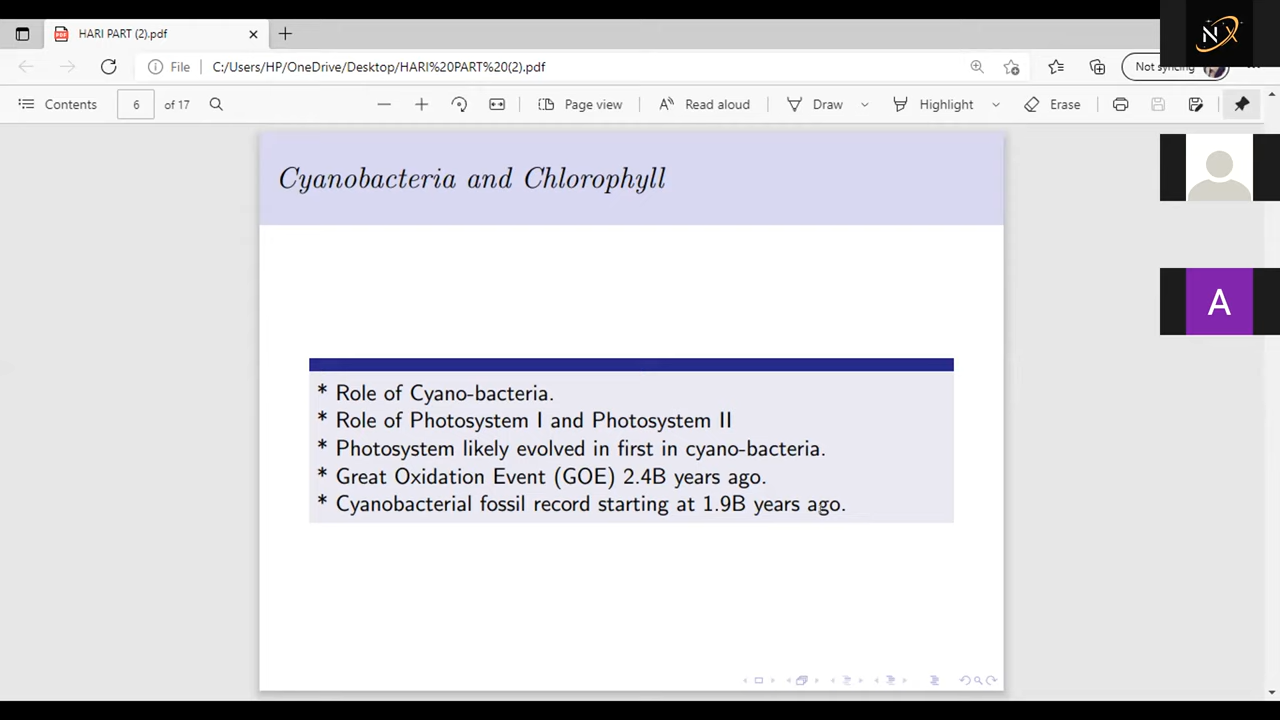 HARI PART (2).pdf
File C:/Users/HP/OneDrive/Desktop/HARI%20PART%20(2).pdf
Not syncing
Contents 6 of 17 Page view Read aloud Draw Highlight Erase
NX
A
Cyanobacteria and Chlorophyll
* Role of Cyano-bacteria.
* Role of Photosystem I and Photosystem II
* Photosystem likely evolved in first in cyano-bacteria.
* Great Oxidation Event (GOE) 2.4B years ago.
* Cyanobacterial fossil record starting at 1.9B years ago.